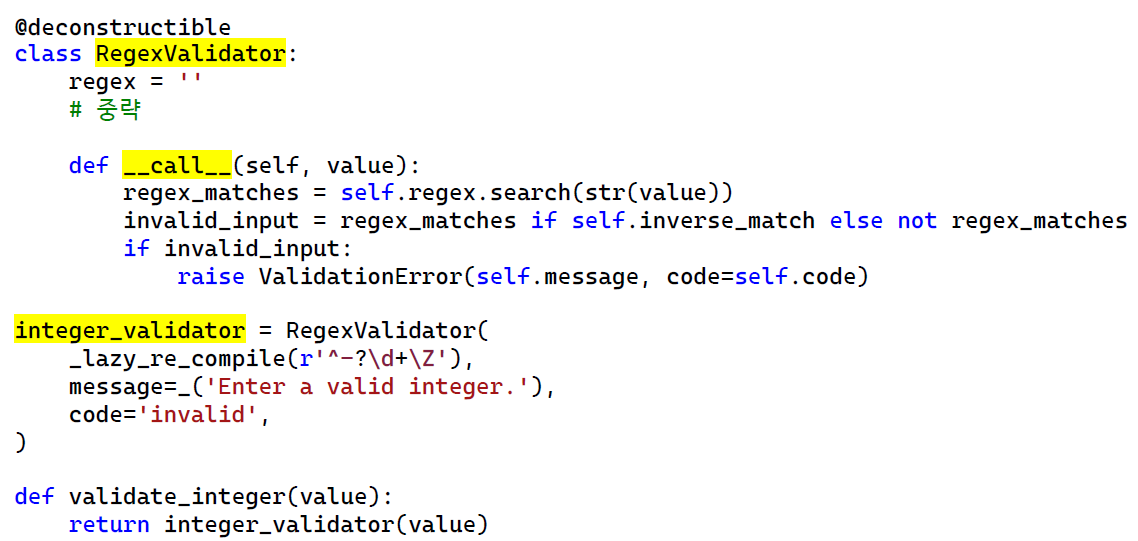 @deconstructible
class RegexValidator:
    regex = ''
    # 중략

    def __call__(self, value):
        regex_matches = self.regex.search(str(value))
        invalid_input = regex_matches if self.inverse_match else not regex_matches
        if invalid_input:
            raise ValidationError(self.message, code=self.code)

integer_validator = RegexValidator(
    _lazy_re_compile(r'^-?\d+\Z'),
    message=_('Enter a valid integer.'),
    code='invalid',
)

def validate_integer(value):
    return integer_validator(value)